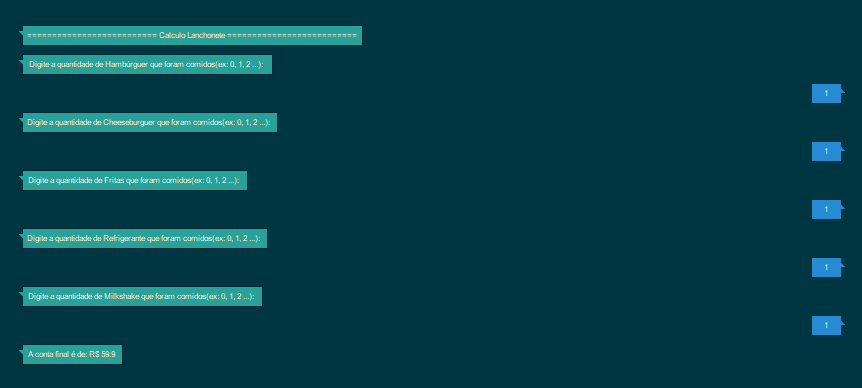 ========================== Calculo Lanchonete ==========================
Digite a quantidade de Hambúrguer que foram comidos(ex: 0, 1, 2 ...):
1
Digite a quantidade de Cheeseburguer que foram comidos(ex: 0, 1, 2 ...):
1
Digite a quantidade de Fritas que foram comidos(ex: 0, 1, 2 ...):
1
Digite a quantidade de Refrigerante que foram comidos(ex: 0, 1, 2 ...):
1
Digite a quantidade de Milkshake que foram comidos(ex: 0, 1, 2 ...):
1
A conta final é de: R$ 59.9